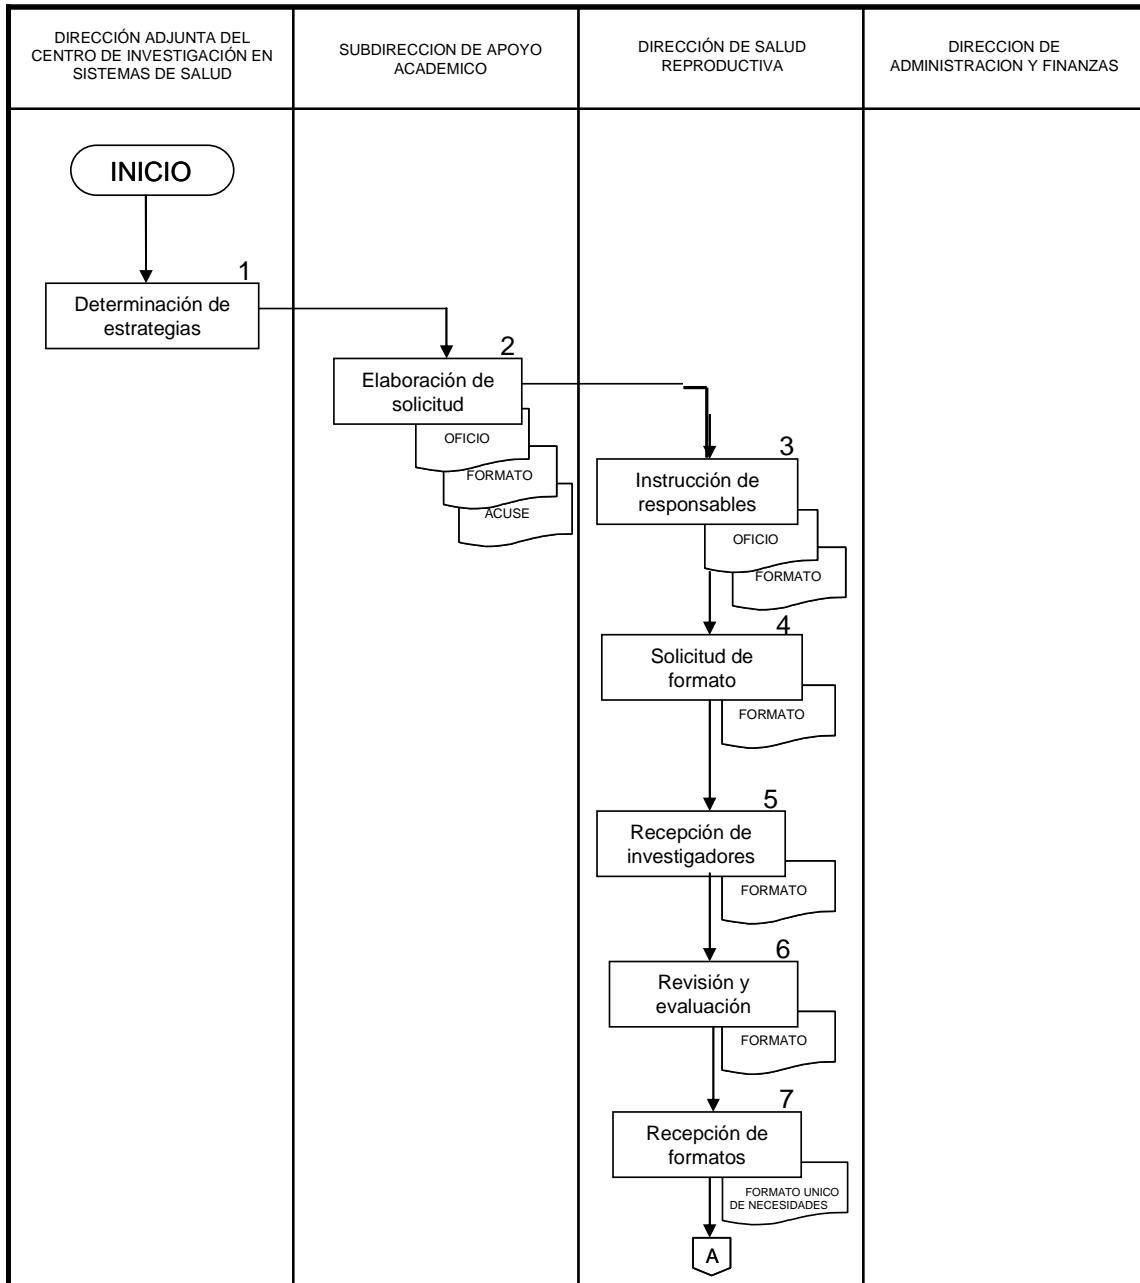 DIRECCIÓN ADJUNTA DEL
CENTRO DE INVESTIGACIÓN EN
SISTEMAS DE SALUD
SUBDIRECCION DE APOYO
ACADEMICO
DIRECCIÓN DE SALUD
REPRODUCTIVA
DIRECCION DE
ADMINISTRACION Y FINANZAS
INICIO
1
Determinación de
estrategias
2
Elaboración de
solicitud
OFICIO
FORMATO
ACUSE
3
Instrucción de
responsables
OFICIO
FORMATO
4
Solicitud de
formato
FORMATO
5
Recepción de
investigadores
FORMATO
6
Revisión y
evaluación
FORMATO
7
Recepción de
formatos
FORMATO UNICO
DE NECESIDADES
A